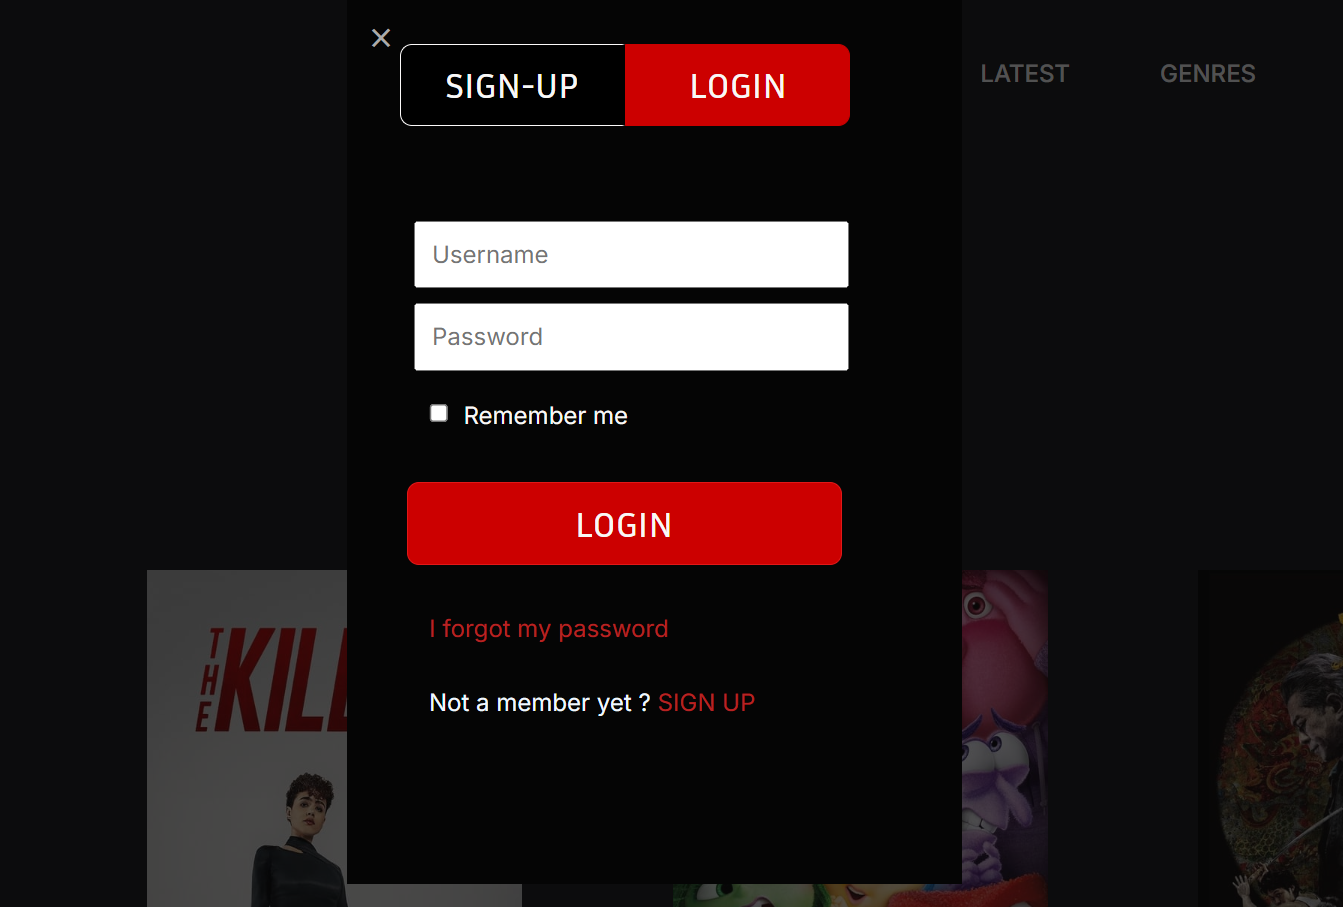 ×
SIGN-UP LOGIN
LATEST GENRES
Username
Password
Remember me
LOGIN
I forgot my password
Not a member yet ? SIGN UP
THE